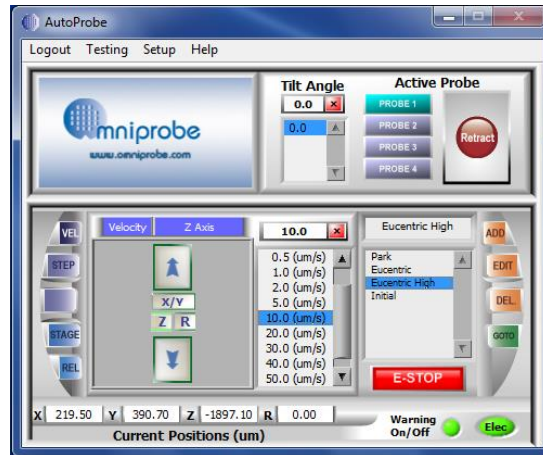 AutoProbe
Logout Testing Setup Help
Omniprobe
www.omniprobe.com
Tilt Angle
0.0
0.0
Active Probe
PROBE 1
PROBE 2
PROBE 3
PROBE 4
Retract
VEL
STEP
STAGE
REL
Velocity Z Axis
X/Y
Z R
10.0
0.5 (um/s)
1.0 (um/s)
2.0 (um/s)
5.0 (um/s)
10.0 (um/s)
20.0 (um/s)
30.0 (um/s)
40.0 (um/s)
50.0 (um/s)
Eucentric High
Park
Eucentric
Eucentric High
Initial
E-STOP
ADD
EDIT
DEL.
GOTO
X 219.50 Y 390.70 Z -1897.10 R 0.00
Current Positions (um)
Warning
On/Off
Elec